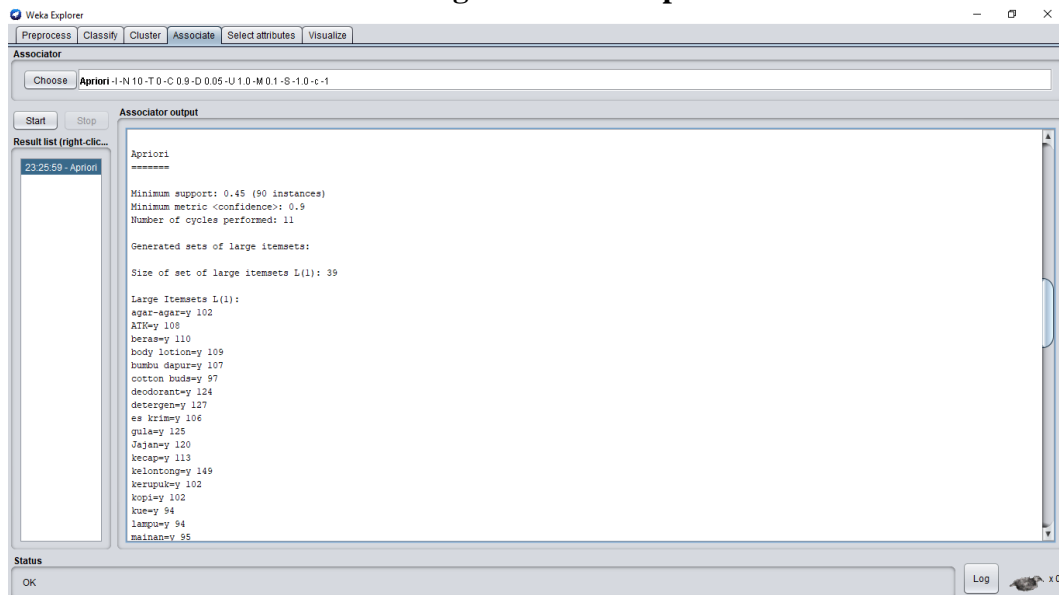 Weka Explorer
Preprocess Classify Cluster Associate Select attributes Visualize
Associator
Choose Apriori -I -N 10 -T 0 -C 0.9 -D 0.05 -U 1.0 -M 0.1 -S -1.0 -c -1
Start Stop
Result list (right-clic...
23:25:59 - Apriori
Associator output
Apriori
=======
Minimum support: 0.45 (90 instances)
Minimum metric <confidence>: 0.9
Number of cycles performed: 11
Generated sets of large itemsets:
Size of set of large itemsets L(1): 39
Large Itemsets L(1):
agar-agar=y 102
ATK=y 108
beras=y 110
body lotion=y 109
bumbu dapur=y 107
cotton buds=y 97
deodorant=y 124
detergen=y 127
es krim=y 106
gula=y 125
Jajan=y 120
kecap=y 113
kelontong=y 149
kerupuk=y 102
kopi=y 102
kue=y 94
lampu=y 94
mainan=y 95
Status
OK
Log
x 0